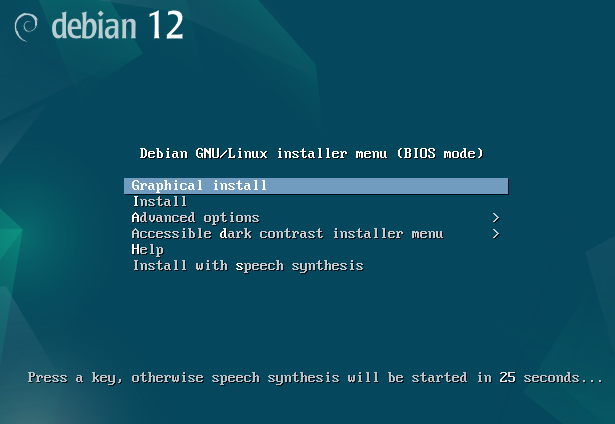 debian 12
Debian GNU/Linux installer menu (BIOS mode)
Graphical install
Install
Advanced options >
Accessible dark contrast installer menu >
Help
Install with speech synthesis
Press a key, otherwise speech synthesis will be started in 25 seconds...